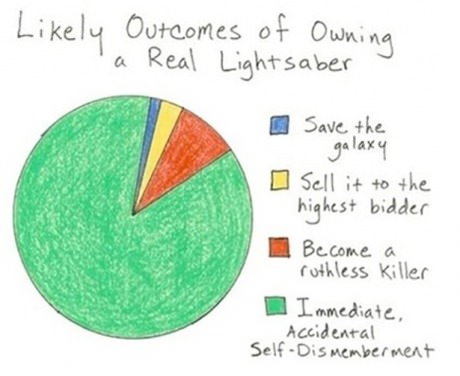 Likely Outcomes of Owning
a Real Lightsaber
Save the
galaxy
Sell it to the
highest bidder
Become a
ruthless killer
Immediate,
Accidental
Self-Dismemberment